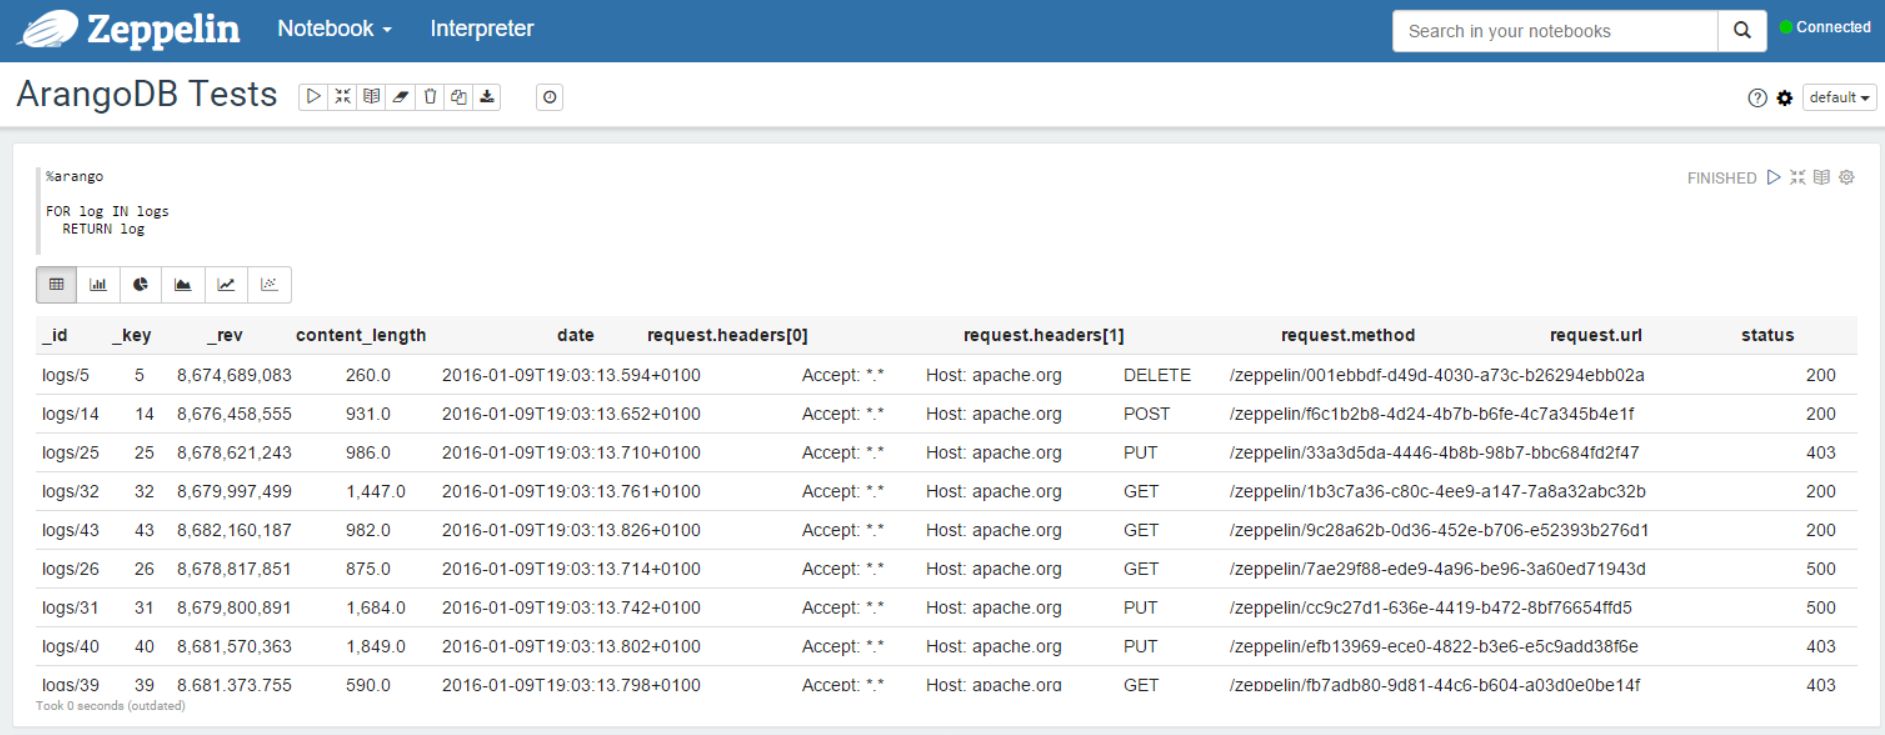 Zeppelin Notebook Interpreter Search in your notebooks Connected
ArangoDB Tests default
%arango FINISHED
FOR log IN logs
RETURN log
_id _key _rev content_length date request.headers[0] request.headers[1] request.method request.url status
logs/5 5 8,674,689,083 260.0 2016-01-09T19:03:13.594+0100 Accept: *.* Host: apache.org DELETE /zeppelin/001ebbdf-d49d-4030-a73c-b26294ebb02a 200
logs/14 14 8,676,458,555 931.0 2016-01-09T19:03:13.652+0100 Accept: *.* Host: apache.org POST /zeppelin/f6c1b2b8-4d24-4b7b-b6fe-4c7a345b4e1f 200
logs/25 25 8,678,621,243 986.0 2016-01-09T19:03:13.710+0100 Accept: *.* Host: apache.org PUT /zeppelin/33a3d5da-4446-4b8b-98b7-bbc684fd2f47 403
logs/32 32 8,679,997,499 1,447.0 2016-01-09T19:03:13.761+0100 Accept: *.* Host: apache.org GET /zeppelin/1b3c7a36-c80c-4ee9-a147-7a8a32abc32b 200
logs/43 43 8,682,160,187 982.0 2016-01-09T19:03:13.826+0100 Accept: *.* Host: apache.org GET /zeppelin/9c28a62b-0d36-452e-b706-e52393b276d1 200
logs/26 26 8,678,817,851 875.0 2016-01-09T19:03:13.714+0100 Accept: *.* Host: apache.org GET /zeppelin/7ae29f88-ede9-4a96-be96-3a60ed71943d 500
logs/31 31 8,679,800,891 1,684.0 2016-01-09T19:03:13.742+0100 Accept: *.* Host: apache.org PUT /zeppelin/cc9c27d1-636e-4419-b472-8bf76654ffd5 500
logs/40 40 8,681,570,363 1,849.0 2016-01-09T19:03:13.802+0100 Accept: *.* Host: apache.org PUT /zeppelin/efb13969-ece0-4822-b3e6-e5c9add38f6e 403
logs/39 39 8,681,373,755 590.0 2016-01-09T19:03:13.798+0100 Accept: *.* Host: apache.org GET /zeppelin/fb7adb80-9d81-44c6-b604-a03d0e0be14f 403
Took 0 seconds (outdated)